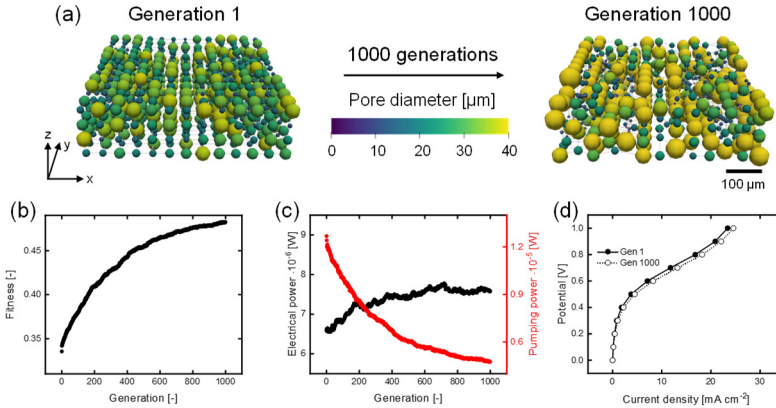 (a)
Generation 1
Generation 1000
1000 generations
Pore diameter [µm]
0 10 20 30 40
z
y
x
100 µm
(b)
Fitness [-]
0.45
0.40
0.35
0 200 400 600 800 1000
Generation [-]
(c)
Electrical power ·10⁻⁶ [W]
9
8
7
6
Pumping power ·10⁻⁵ [W]
1.2
0.9
0.6
0 200 400 600 800 1000
Generation [-]
(d)
Potential [V]
1.0
0.8
0.6
0.4
0.2
0.0
Gen 1
Gen 1000
0 10 20 30
Current density [mA cm⁻²]